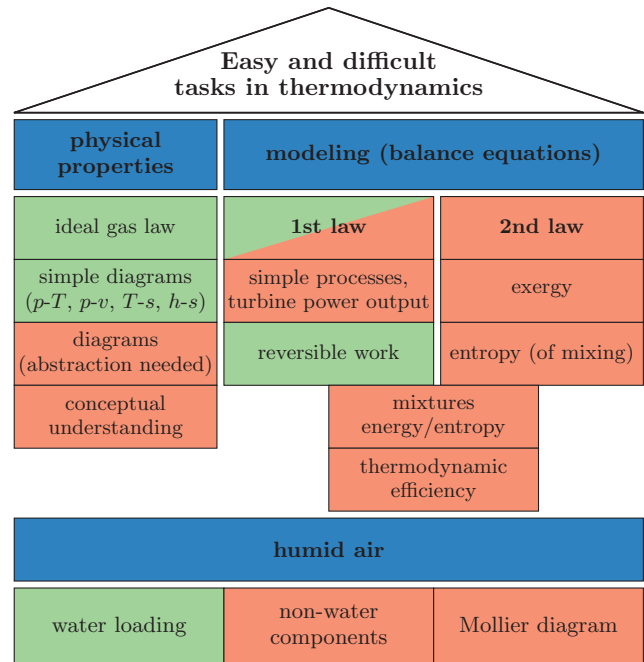 Easy and difficult
tasks in thermodynamics
physical
properties
modeling (balance equations)
ideal gas law
1st law
2nd law
simple diagrams
(p-T, p-v, T-s, h-s)
simple processes,
turbine power output
exergy
diagrams
(abstraction needed)
reversible work
entropy (of mixing)
conceptual
understanding
mixtures
energy/entropy
thermodynamic
efficiency
humid air
water loading
non-water
components
Mollier diagram